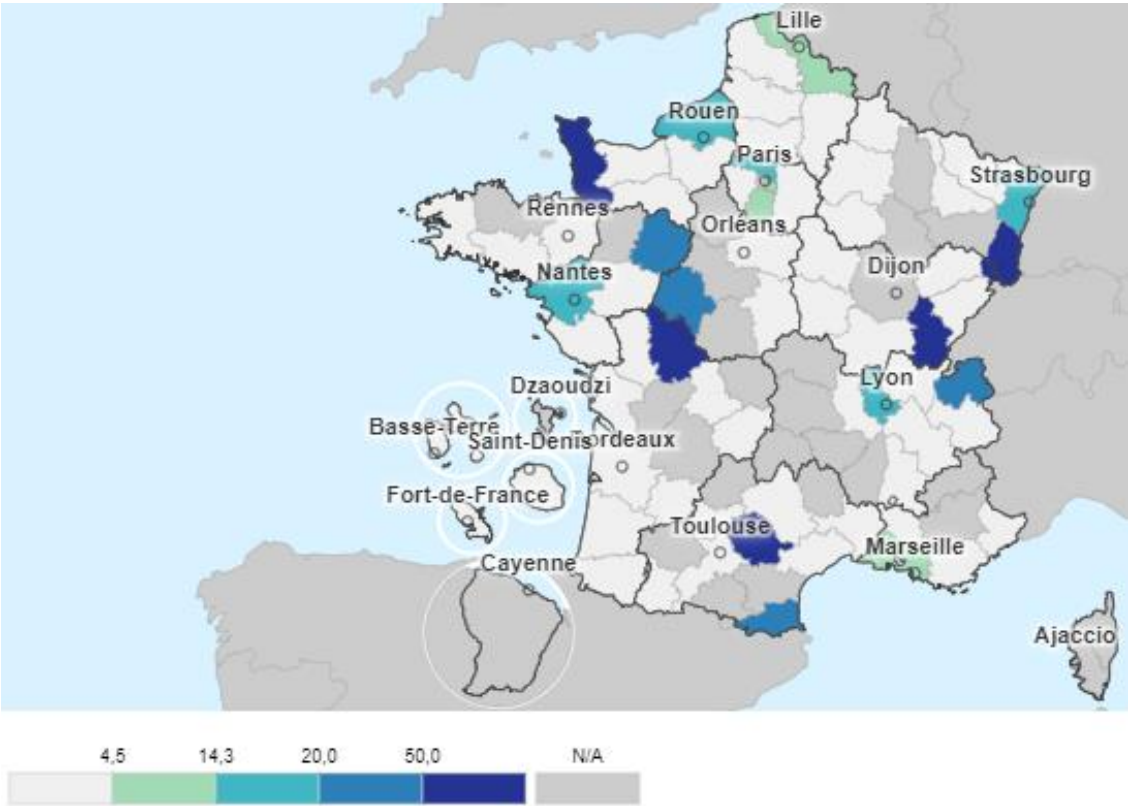 Lille
Rouen
Paris
Strasbourg
Rennes
Orléans
Nantes
Dijon
Dzaoudzi
Lyon
Basse-Terre
Saint-Denis
Fort-de-France
Toulouse
Marseille
Cayenne
Ajaccio
4,5 14,3 20,0 50,0 N/A